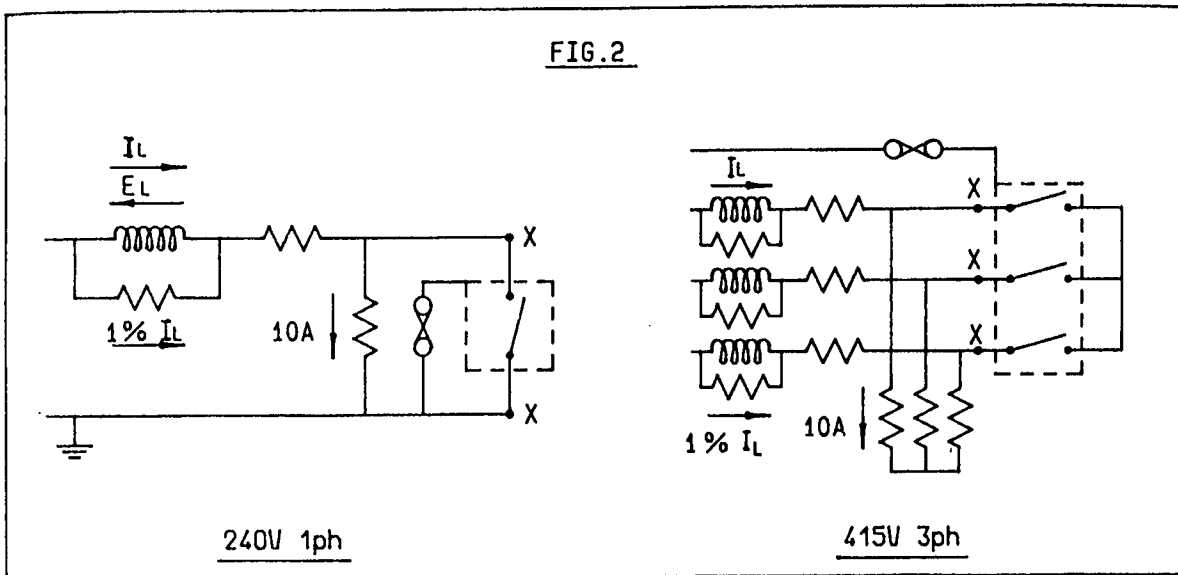 FIG.2
IL
EL
1% IL
10A
X
X
240V 1ph
IL
X
X
X
1% IL
10A
415V 3ph